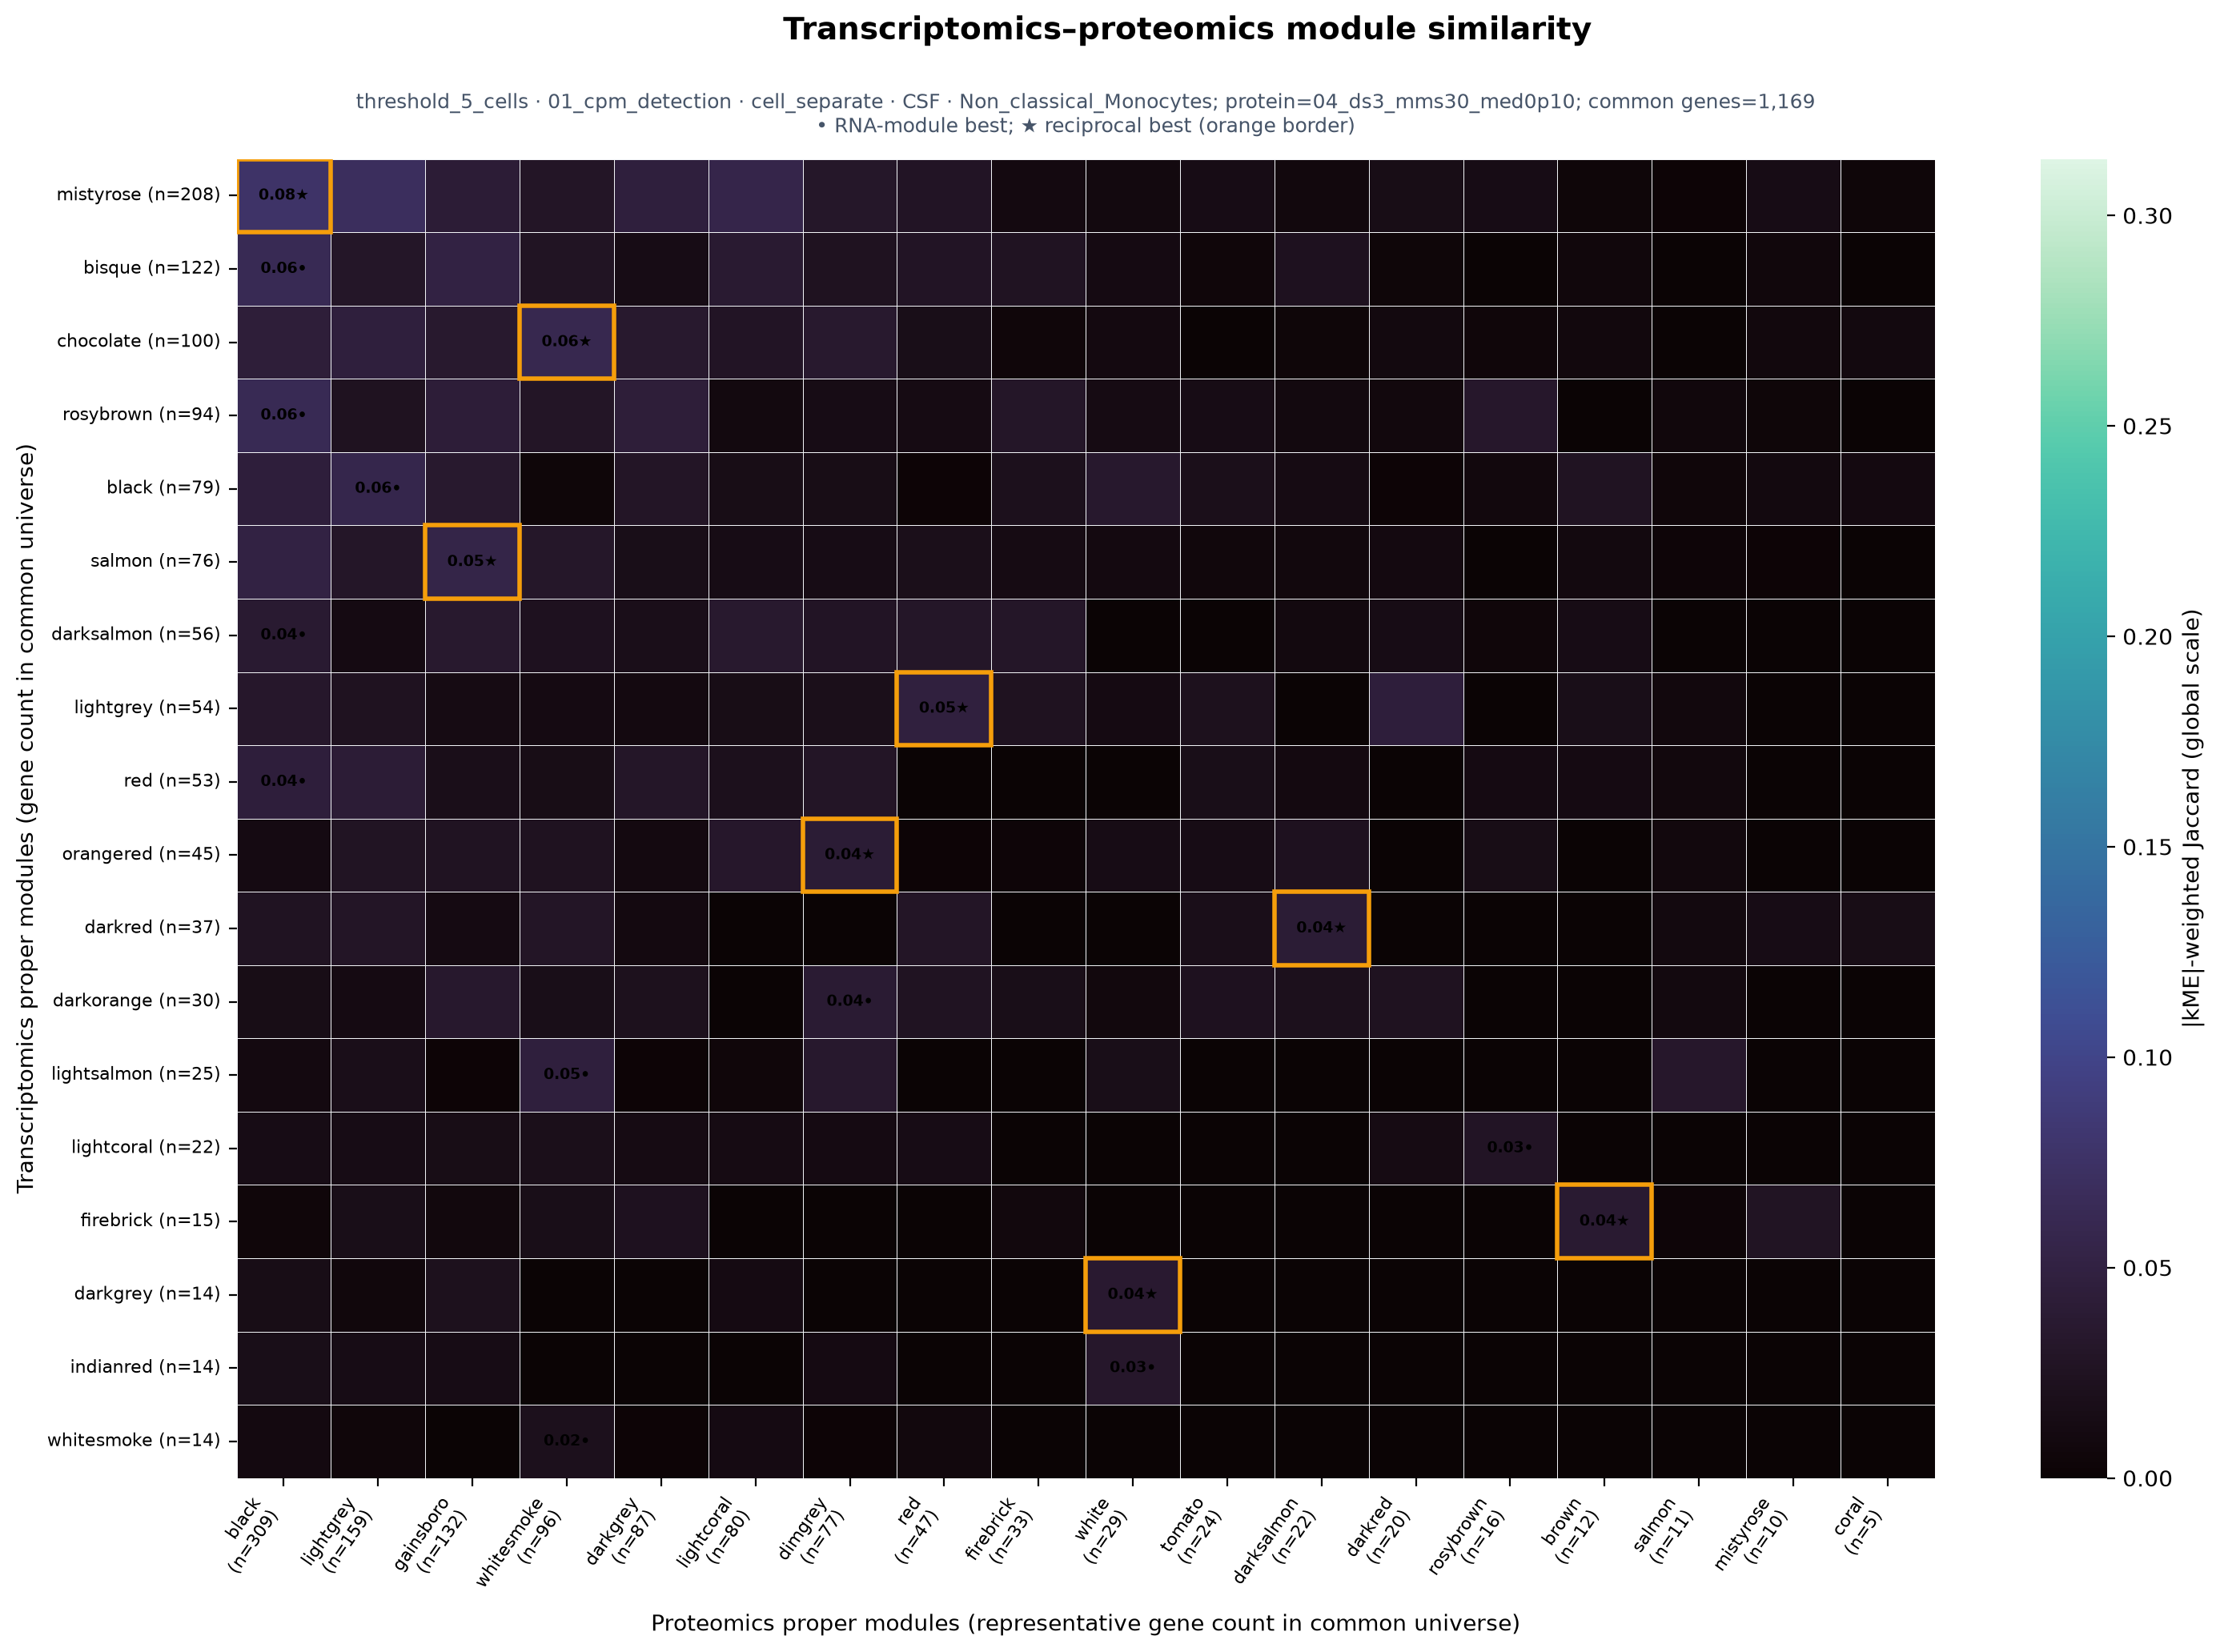 Transcriptomics–proteomics module similarity
threshold_5_cells · 01_cpm_detection · cell_separate · CSF · Non_classical_Monocytes; protein=04_ds3_mms30_med0p10; common genes=1,169
• RNA-module best; ★ reciprocal best (orange border)
Transcriptomics proper modules (gene count in common universe)
mistyrose (n=208)
0.08★
bisque (n=122)
0.06•
chocolate (n=100)
0.06★
rosybrown (n=94)
0.06•
black (n=79)
0.06•
salmon (n=76)
0.05★
darksalmon (n=56)
0.04•
lightgrey (n=54)
0.05★
red (n=53)
0.04•
orangered (n=45)
0.04★
darkred (n=37)
0.04★
darkorange (n=30)
0.04•
lightsalmon (n=25)
0.05•
lightcoral (n=22)
0.03•
firebrick (n=15)
0.04★
darkgrey (n=14)
0.04★
indianred (n=14)
0.03•
whitesmoke (n=14)
0.02•
black
(n=309)
lightgrey
(n=159)
gainsboro
(n=132)
whitesmoke
(n=96)
darkgrey
(n=87)
lightcoral
(n=80)
dimgrey
(n=77)
red
(n=47)
firebrick
(n=33)
white
(n=29)
tomato
(n=24)
darksalmon
(n=22)
darkred
(n=20)
rosybrown
(n=16)
brown
(n=12)
salmon
(n=11)
mistyrose
(n=10)
coral
(n=5)
Proteomics proper modules (representative gene count in common universe)
0.30
0.25
0.20
0.15
0.10
0.05
0.00
|kME|-weighted Jaccard (global scale)